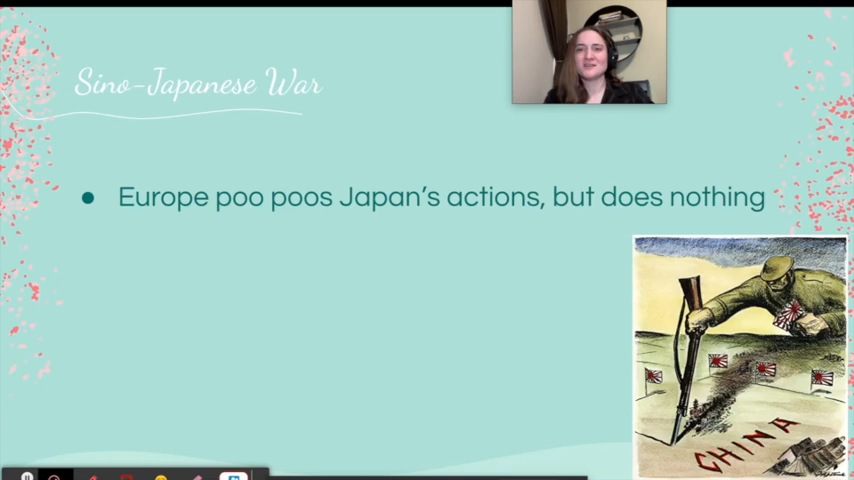 Sino-Japanese War
● Europe poo poos Japan's actions, but does nothing
CHINA